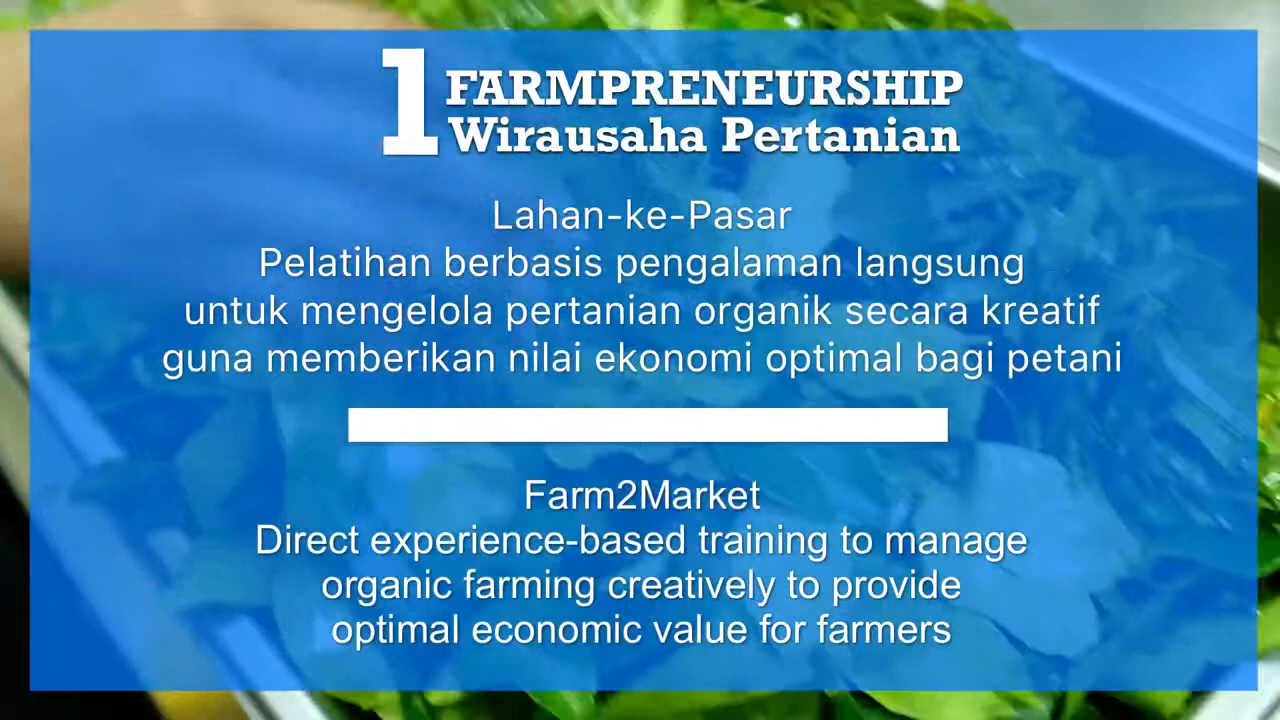 1 FARMPRENEURSHIP
Wirausaha Pertanian
Lahan-ke-Pasar
Pelatihan berbasis pengalaman langsung
untuk mengelola pertanian organik secara kreatif
guna memberikan nilai ekonomi optimal bagi petani
Farm2Market
Direct experience-based training to manage
organic farming creatively to provide
optimal economic value for farmers